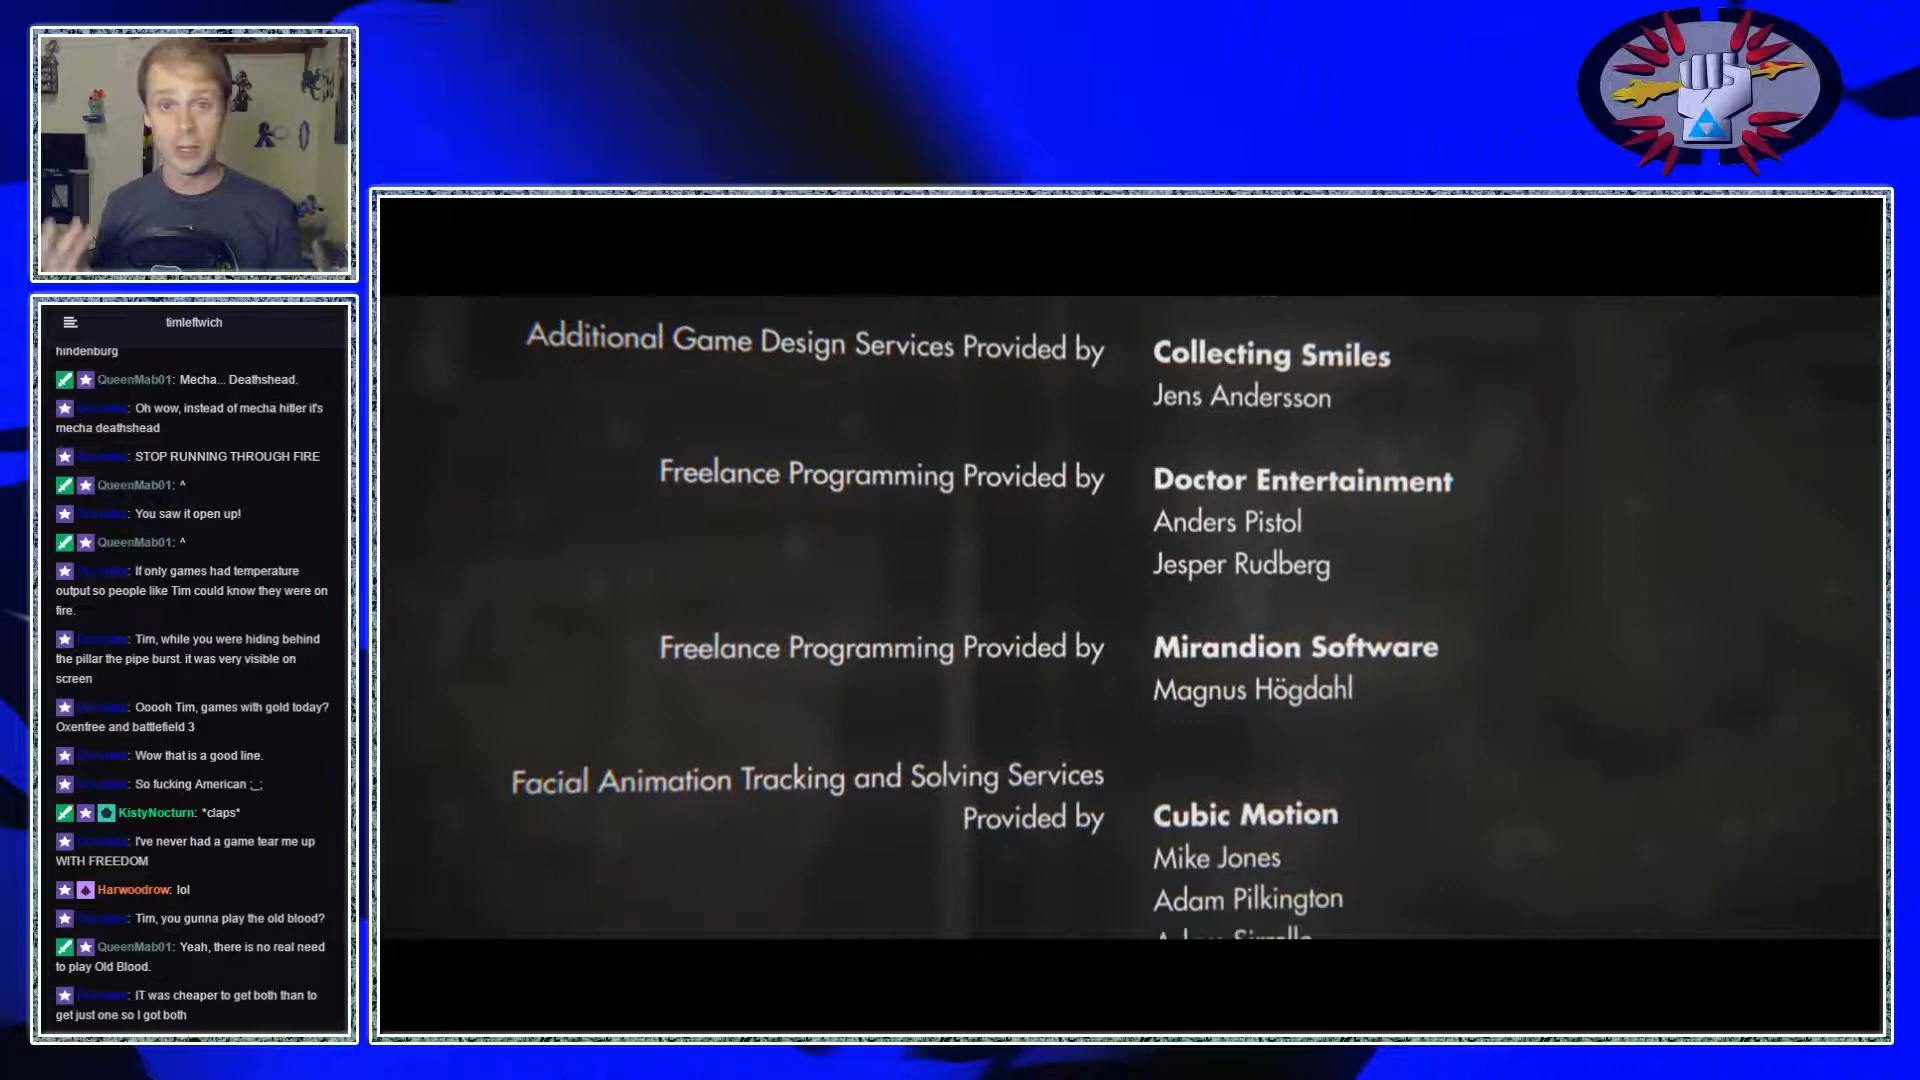 timleftwich
hindenburg
QueenMab01: Mecha... Deathshead.
: Oh wow, instead of mecha hitler it's
mecha deathshead
: STOP RUNNING THROUGH FIRE
QueenMab01: ^
: You saw it open up!
QueenMab01: ^
: If only games had temperature
output so people like Tim could know they were on
fire.
: Tim, while you were hiding behind
the pillar the pipe burst. it was very visible on
screen
: Ooooh Tim, games with gold today?
Oxenfree and battlefield 3
: Wow that is a good line.
: So fucking American ;_;
KistyNocturn: *claps*
: I've never had a game tear me up
WITH FREEDOM
Harwoodrow: lol
: Tim, you gunna play the old blood?
QueenMab01: Yeah, there is no real need
to play Old Blood.
: IT was cheaper to get both than to
get just one so I got both
Additional Game Design Services Provided by
Collecting Smiles
Jens Andersson
Freelance Programming Provided by
Doctor Entertainment
Anders Pistol
Jesper Rudberg
Freelance Programming Provided by
Mirandion Software
Magnus Högdahl
Facial Animation Tracking and Solving Services
Provided by
Cubic Motion
Mike Jones
Adam Pilkington